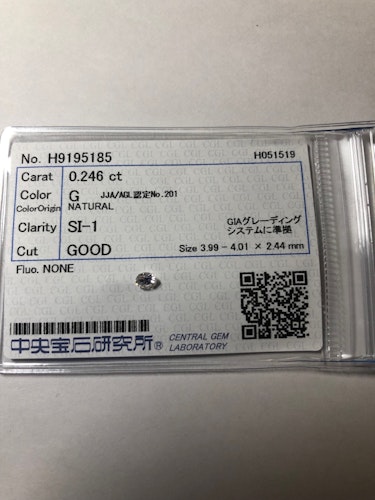 No. H9195185 H051519
Carat 0.246 ct
Color G JJA/AGL認定No.201
ColorOrigin NATURAL
Clarity SI-1 GIAグレーディング
システムに準拠
Cut GOOD Size 3.99 - 4.01 × 2.44 mm
Fluo. NONE
中央宝石研究所® CENTRAL GEM
LABORATORY